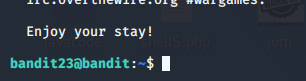 irc.overthewire.org #wargames.
Enjoy your stay!
bandit23@bandit:~$